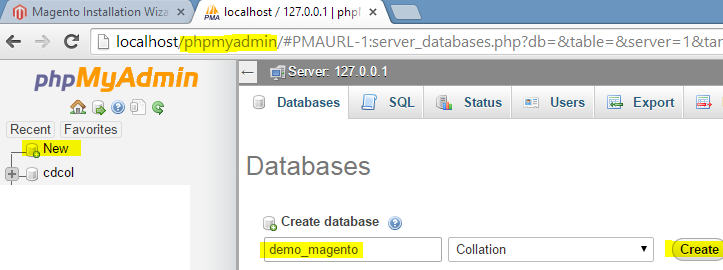 Magento Installation Wiza
PMA localhost / 127.0.0.1 | phpM
localhost/phpmyadmin/#PMAURL-1:server_databases.php?db=&table=&server=1&tar
phpMyAdmin
Recent Favorites
New
cdcol
Server: 127.0.0.1
Databases SQL Status Users Export
Databases
Create database
demo_magento Collation Create